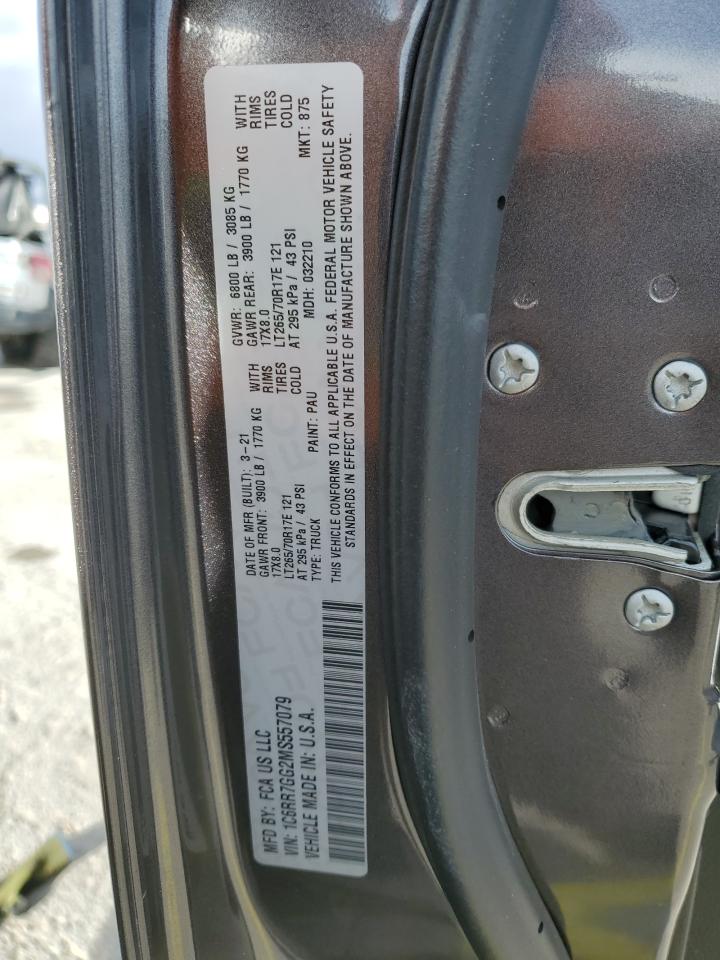 MFD BY: FCA US LLC
VIN: 1C6RR7GG2MS557079
VEHICLE MADE IN: U.S.A.
DATE OF MFR (BUILT): 3-21 GVWR: 6800 LB / 3085 KG
GAWR FRONT: 3900 LB / 1770 KG WITH GAWR REAR: 3900 LB / 1770 KG WITH
17X8.0 RIMS 17X8.0 RIMS
LT265/70R17E 121 TIRES LT265/70R17E 121 TIRES
AT 295 kPa / 43 PSI COLD AT 295 kPa / 43 PSI COLD
TYPE: TRUCK PAINT: PAU MDH: 032210 MKT: 875
THIS VEHICLE CONFORMS TO ALL APPLICABLE U.S.A. FEDERAL MOTOR VEHICLE SAFETY
STANDARDS IN EFFECT ON THE DATE OF MANUFACTURE SHOWN ABOVE.